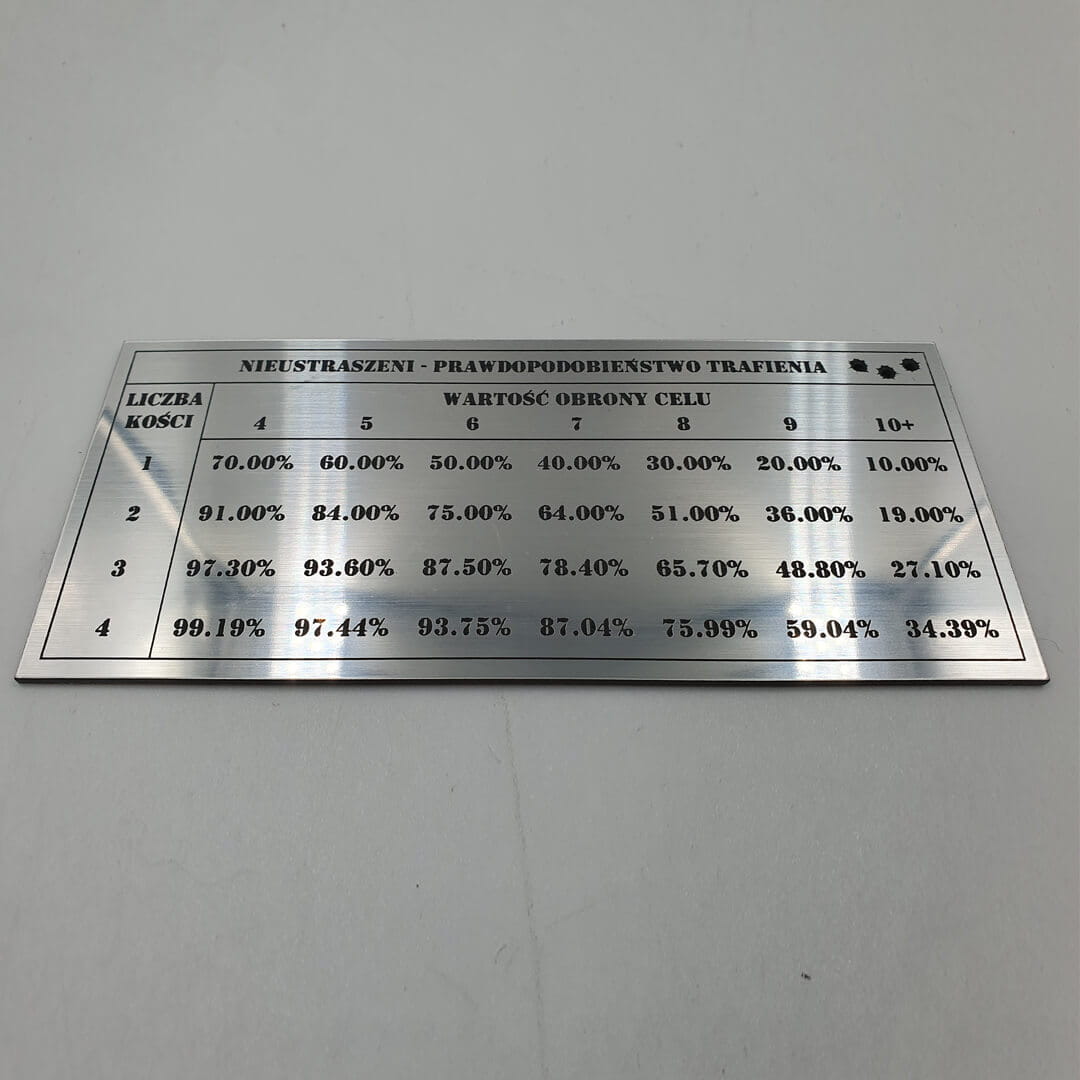 NIEUSTRASZENI - PRAWDOPODOBIEŃSTWO TRAFIENIA
LICZBA KOŚCI
WARTOŚĆ OBRONY CELU
4 5 6 7 8 9 10+
1 70.00% 60.00% 50.00% 40.00% 30.00% 20.00% 10.00%
2 91.00% 84.00% 75.00% 64.00% 51.00% 36.00% 19.00%
3 97.30% 93.60% 87.50% 78.40% 65.70% 48.80% 27.10%
4 99.19% 97.44% 93.75% 87.04% 75.99% 59.04% 34.39%